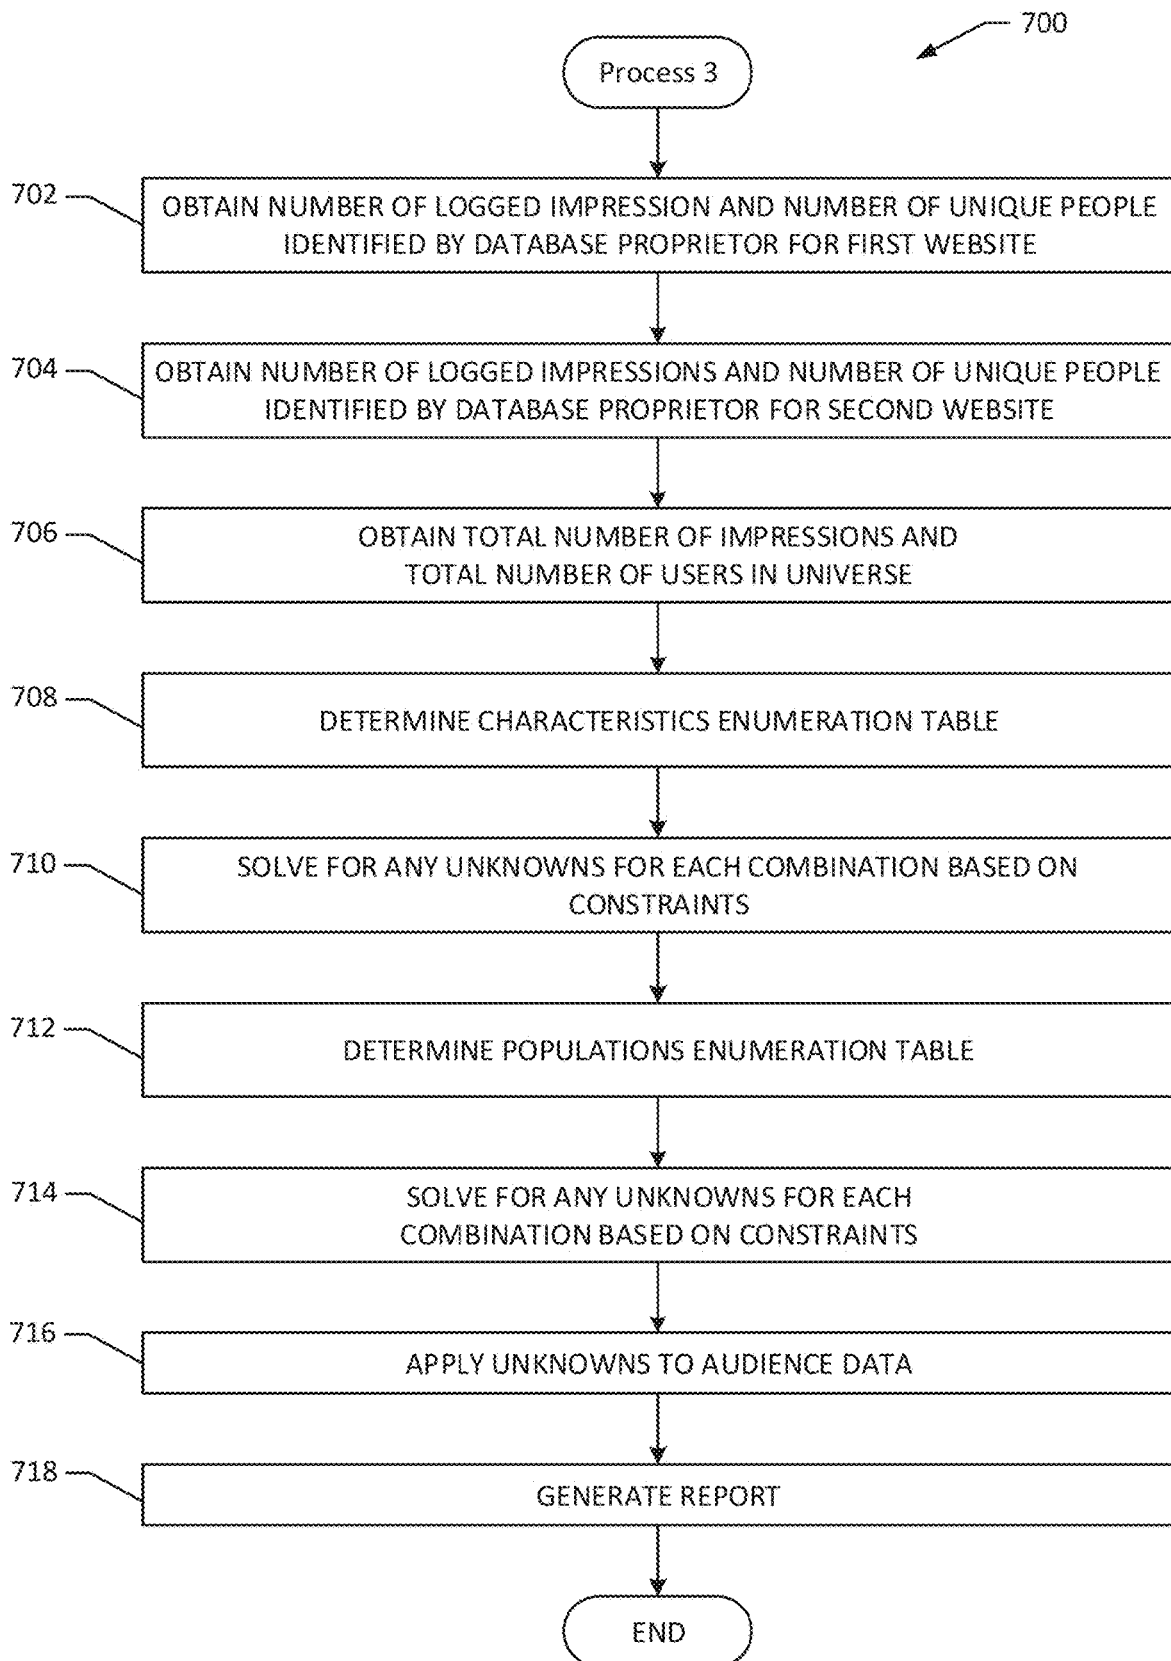 700
Process 3
702
OBTAIN NUMBER OF LOGGED IMPRESSION AND NUMBER OF UNIQUE PEOPLE
IDENTIFIED BY DATABASE PROPRIETOR FOR FIRST WEBSITE
704
OBTAIN NUMBER OF LOGGED IMPRESSIONS AND NUMBER OF UNIQUE PEOPLE
IDENTIFIED BY DATABASE PROPRIETOR FOR SECOND WEBSITE
706
OBTAIN TOTAL NUMBER OF IMPRESSIONS AND
TOTAL NUMBER OF USERS IN UNIVERSE
708
DETERMINE CHARACTERISTICS ENUMERATION TABLE
710
SOLVE FOR ANY UNKNOWNS FOR EACH COMBINATION BASED ON
CONSTRAINTS
712
DETERMINE POPULATIONS ENUMERATION TABLE
714
SOLVE FOR ANY UNKNOWNS FOR EACH
COMBINATION BASED ON CONSTRAINTS
716
APPLY UNKNOWNS TO AUDIENCE DATA
718
GENERATE REPORT
END